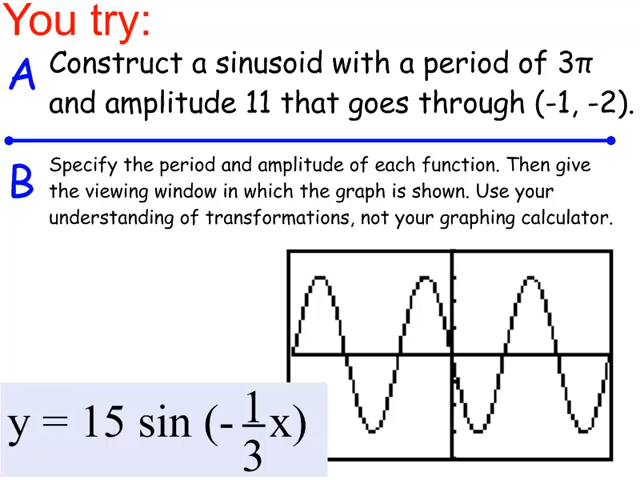 You try:
A
Construct a sinusoid with a period of 3π
and amplitude 11 that goes through (-1, -2).
B
Specify the period and amplitude of each function. Then give
the viewing window in which the graph is shown. Use your
understanding of transformations, not your graphing calculator.
y = 15 sin (-1/3x)